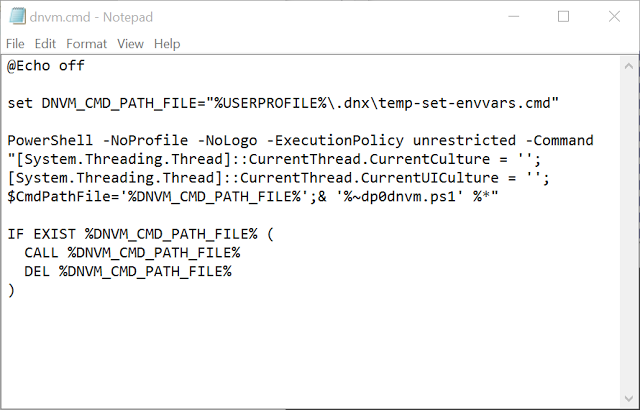 dnvm.cmd - Notepad
File Edit Format View Help
@Echo off
set DNVM_CMD_PATH_FILE="%USERPROFILE%\.dnx\temp-set-envvars.cmd"
PowerShell -NoProfile -NoLogo -ExecutionPolicy unrestricted -Command
"[System.Threading.Thread]::CurrentThread.CurrentCulture = '';
[System.Threading.Thread]::CurrentThread.CurrentUICulture = '';
$CmdPathFile='%DNVM_CMD_PATH_FILE%';& '%~dp0dnvm.ps1' %*"
IF EXIST %DNVM_CMD_PATH_FILE% (
  CALL %DNVM_CMD_PATH_FILE%
  DEL %DNVM_CMD_PATH_FILE%
)